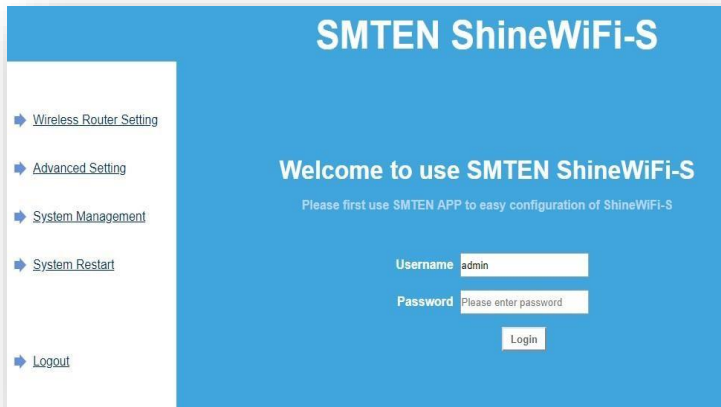 SMTEN ShineWiFi-S
Wireless Router Setting
Advanced Setting
System Management
System Restart
Logout
Welcome to use SMTEN ShineWiFi-S
Please first use SMTEN APP to easy configuration of ShineWiFi-S
Username admin
Password Please enter password
Login